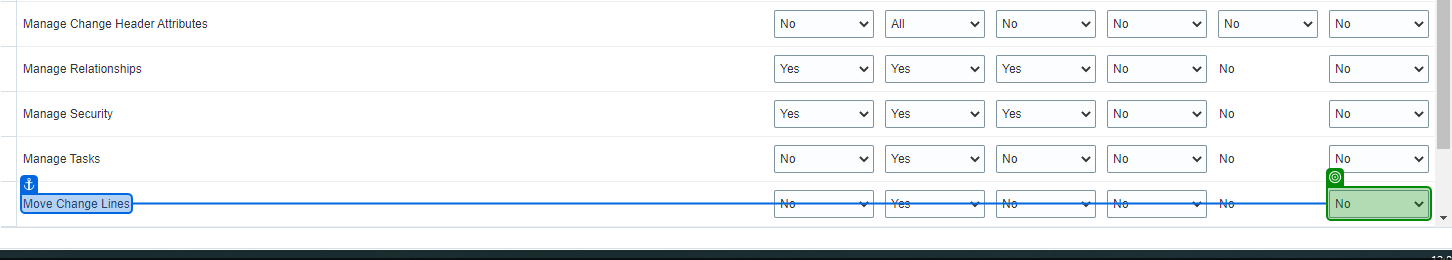 Manage Change Header Attributes No All No No No No
Manage Relationships Yes Yes Yes No No No
Manage Security Yes Yes Yes No No No
Manage Tasks No Yes No No No No
Move Change Lines No Yes No No No No